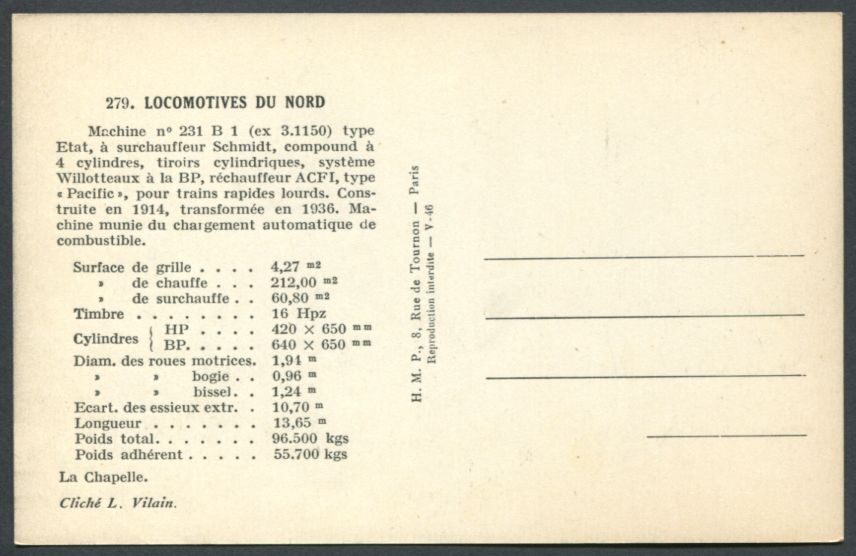 279. LOCOMOTIVES DU NORD
Machine nº 231 B 1 (ex 3.1150) type
Etat, à surchauffeur Schmidt, compound à
4 cylindres, tiroirs cylindriques, système
Willotteaux à la BP, réchauffeur ACFI, type
« Pacific », pour trains rapides lourds. Cons-
truite en 1914, transformée en 1936. Ma-
chine munie du chargement automatique de
combustible.
Surface de grille . . . . 4,27 m2
» de chauffe . . . 212,00 m2
» de surchauffe . . 60,80 m2
Timbre . . . . . . . . 16 Hpz
Cylindres { HP . . . . 420 × 650 mm
BP. . . . . 640 × 650 mm
Diam. des roues motrices. 1,94 m
» » bogie . . 0,96 m
» » bissel. . 1,24 m
Ecart. des essieux extr. . 10,70 m
Longueur . . . . . . . 13,65 m
Poids total. . . . . . . 96.500 kgs
Poids adhérent . . . . . 55.700 kgs
La Chapelle.
Cliché L. Vilain.
H. M. P., 8, Rue de Tournon — Paris
Reproduction interdite — V-46